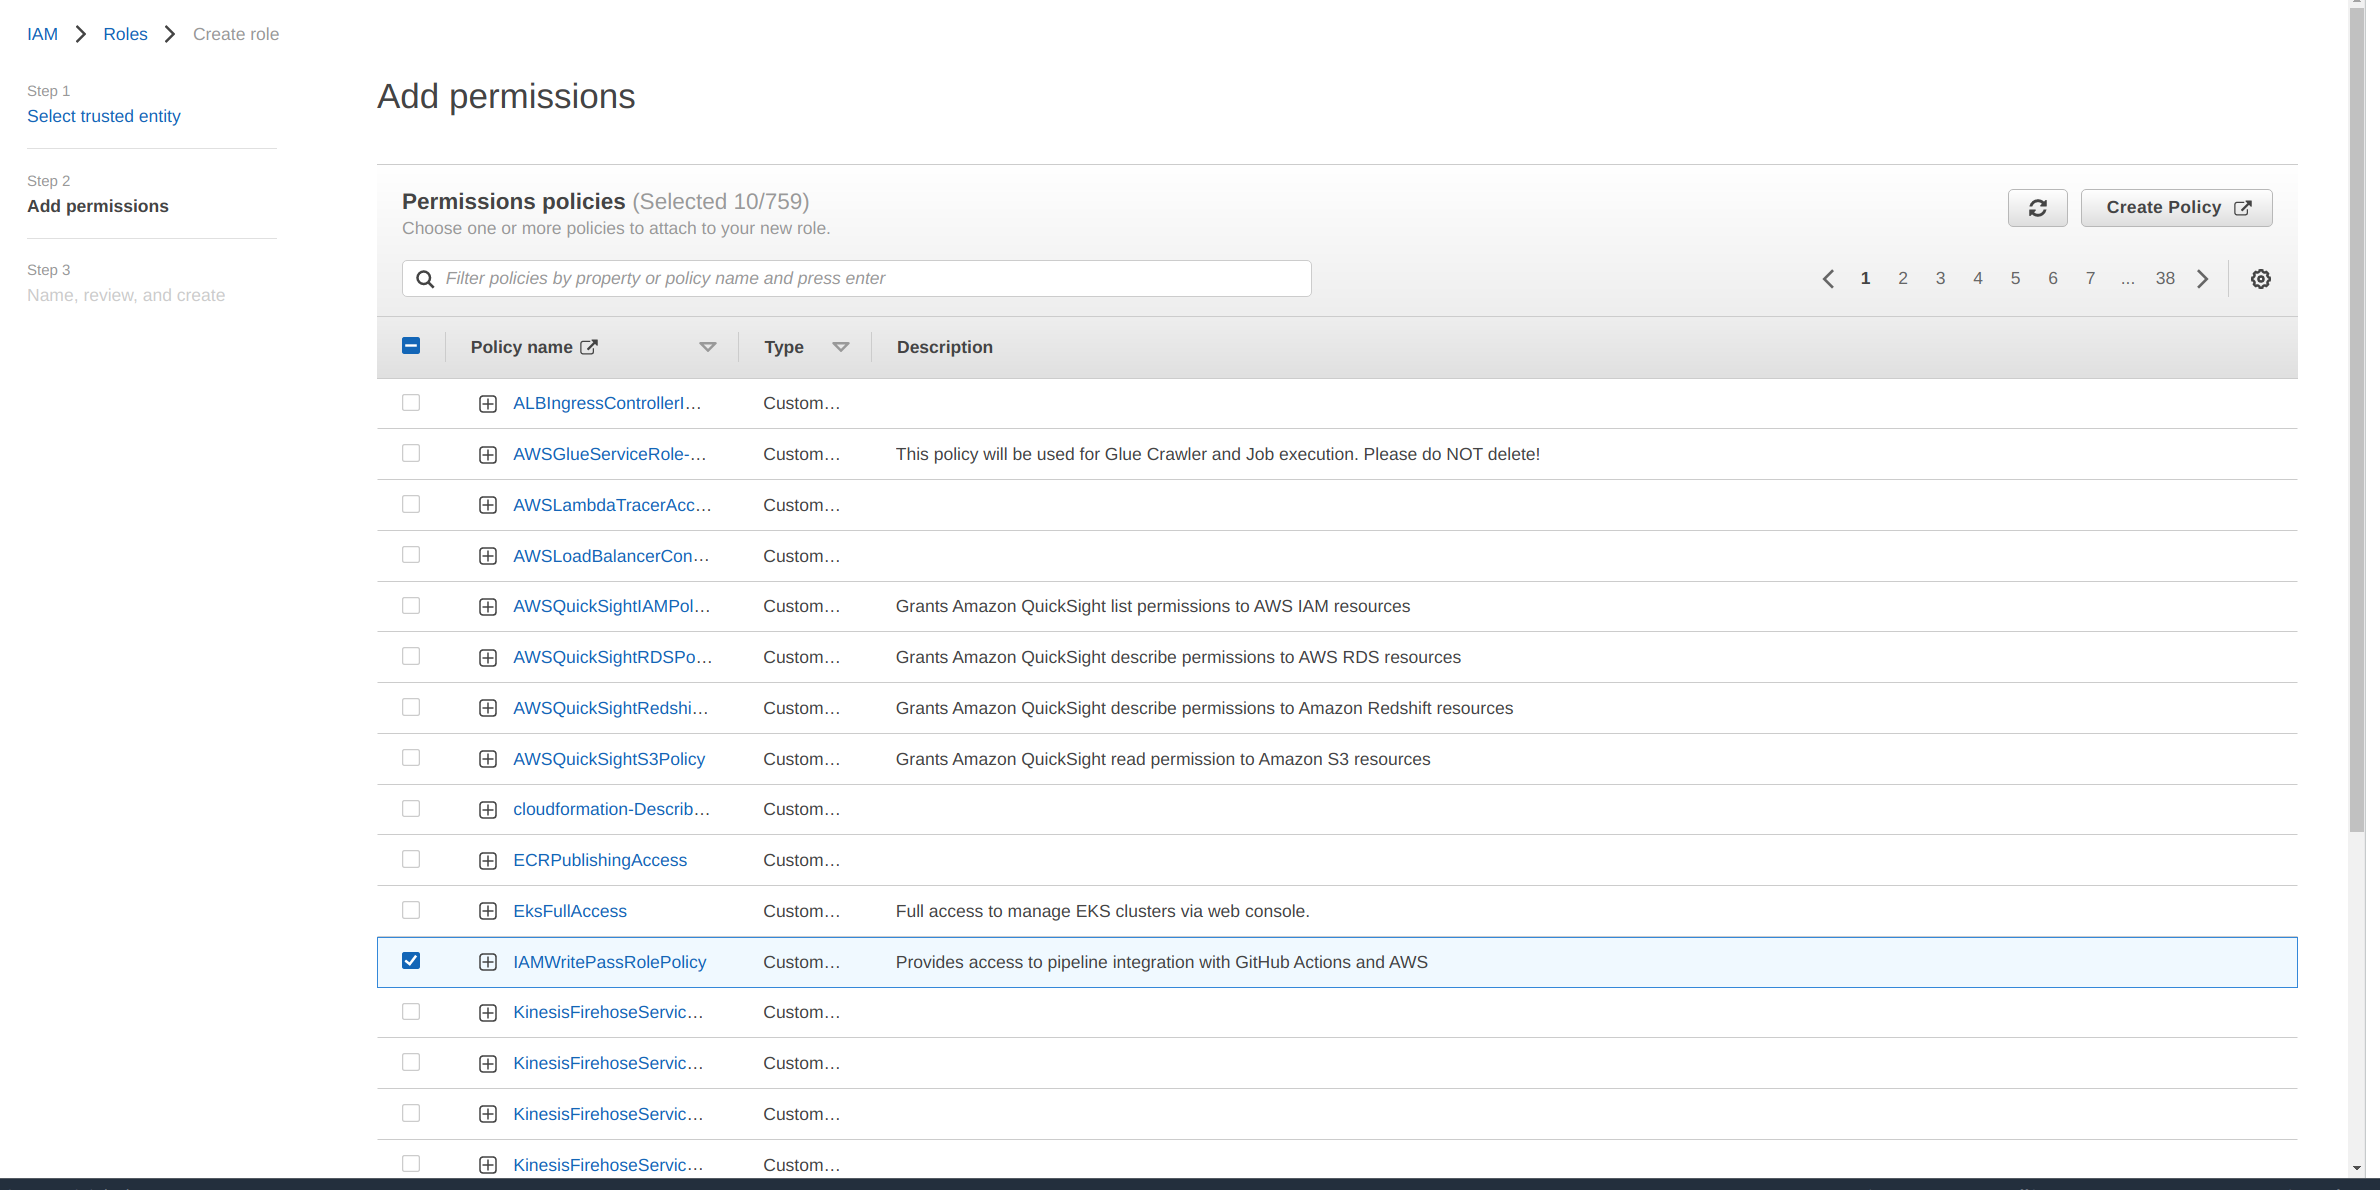 IAM Roles Create role
Step 1
Select trusted entity
Step 2
Add permissions
Step 3
Name, review, and create
Add permissions
Permissions policies (Selected 10/759)
Choose one or more policies to attach to your new role.
Create Policy
Filter policies by property or policy name and press enter
1 2 3 4 5 6 7 ... 38
Policy name Type Description
ALBIngressControllerI… Custom…
AWSGlueServiceRole-… Custom… This policy will be used for Glue Crawler and Job execution. Please do NOT delete!
AWSLambdaTracerAcc… Custom…
AWSLoadBalancerCon… Custom…
AWSQuickSightIAMPol… Custom… Grants Amazon QuickSight list permissions to AWS IAM resources
AWSQuickSightRDSPo… Custom… Grants Amazon QuickSight describe permissions to AWS RDS resources
AWSQuickSightRedshi… Custom… Grants Amazon QuickSight describe permissions to Amazon Redshift resources
AWSQuickSightS3Policy Custom… Grants Amazon QuickSight read permission to Amazon S3 resources
cloudformation-Describ… Custom…
ECRPublishingAccess Custom…
EksFullAccess Custom… Full access to manage EKS clusters via web console.
IAMWritePassRolePolicy Custom… Provides access to pipeline integration with GitHub Actions and AWS
KinesisFirehoseServic… Custom…
KinesisFirehoseServic… Custom…
KinesisFirehoseServic… Custom…
KinesisFirehoseServic… Custom…